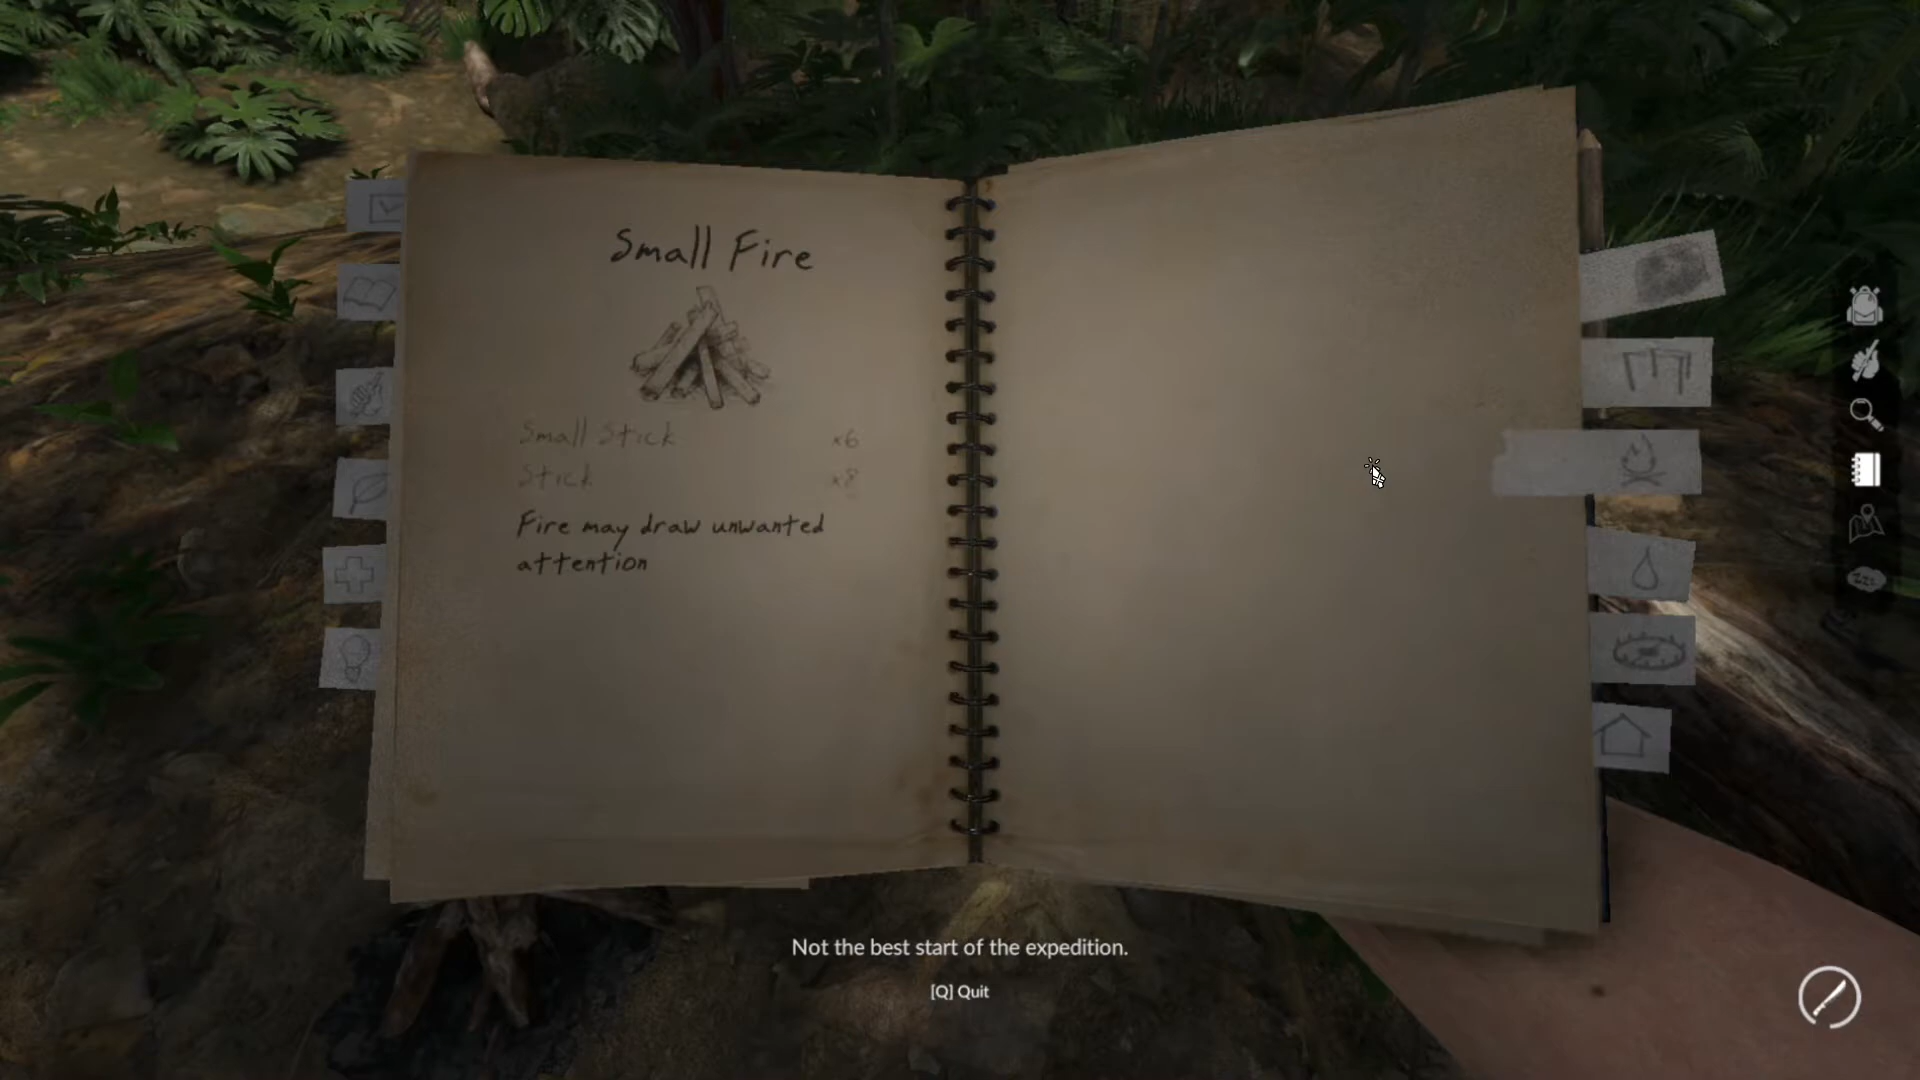 Small Fire
Small Stick x6
Stick x8
Fire may draw unwanted
attention
zzz
Not the best start of the expedition.
[Q] Quit